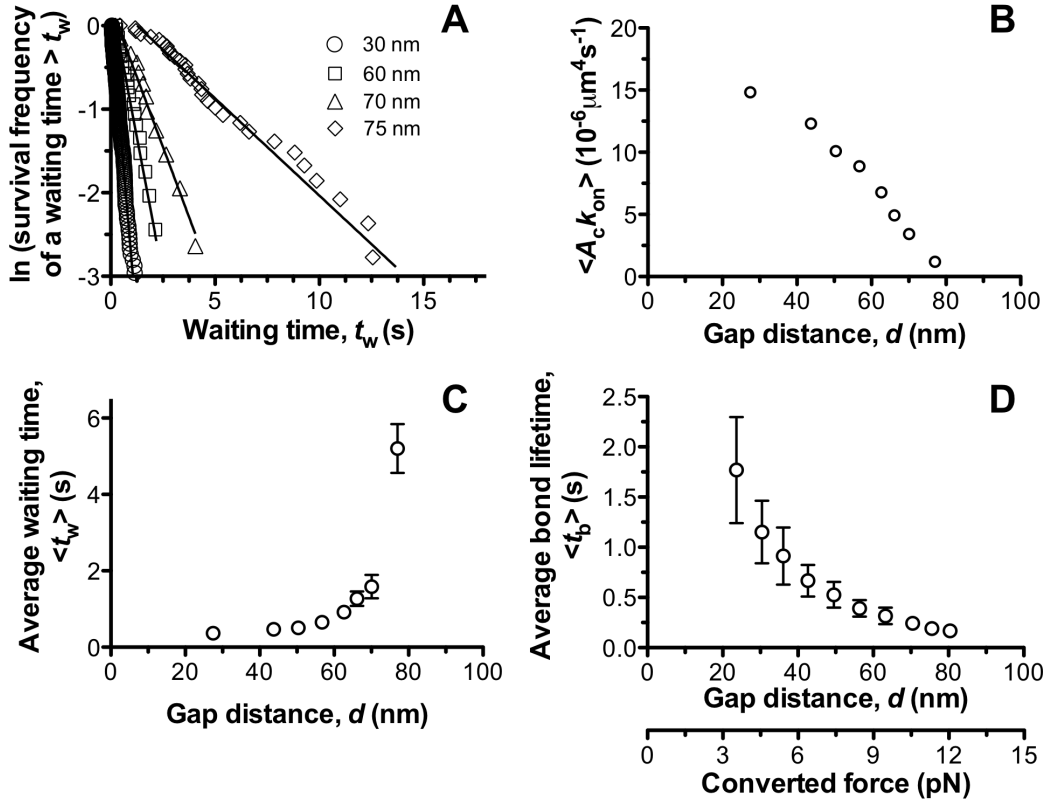 A
ln (survival frequency
of a waiting time > tw)
0
-1
-2
-3
30 nm
60 nm
70 nm
75 nm
0 5 10 15
Waiting time, tw (s)
B
<Ackon> (10⁻⁶μm⁴s⁻¹)
20
15
10
5
0
0 20 40 60 80 100
Gap distance, d (nm)
C
Average waiting time,
<tw> (s)
6
4
2
0
0 20 40 60 80 100
Gap distance, d (nm)
D
Average bond lifetime,
<tb> (s)
2.5
2.0
1.5
1.0
0.5
0.0
0 20 40 60 80 100
Gap distance, d (nm)
0 3 6 9 12 15
Converted force (pN)